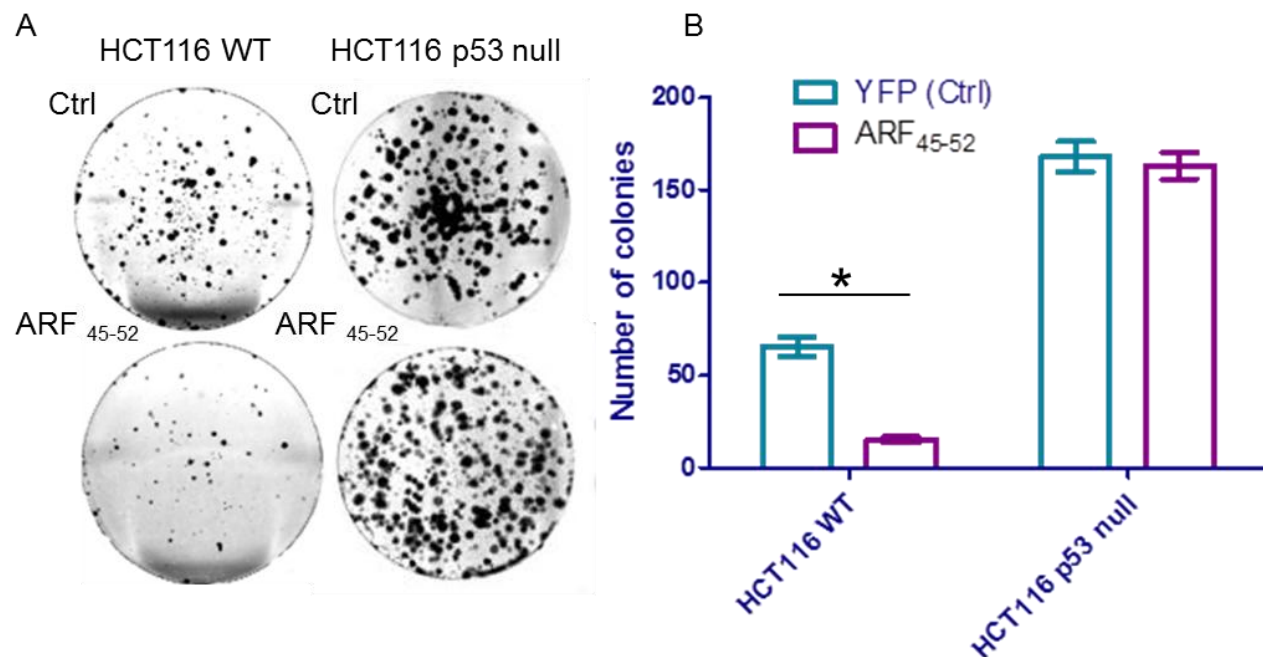 A
HCT116 WT HCT116 p53 null
Ctrl Ctrl
ARF 45-52 ARF 45-52
B
YFP (Ctrl)
ARF45-52
Number of colonies
200
150
100
50
0
*
HCT116 WT
HCT116 p53 null